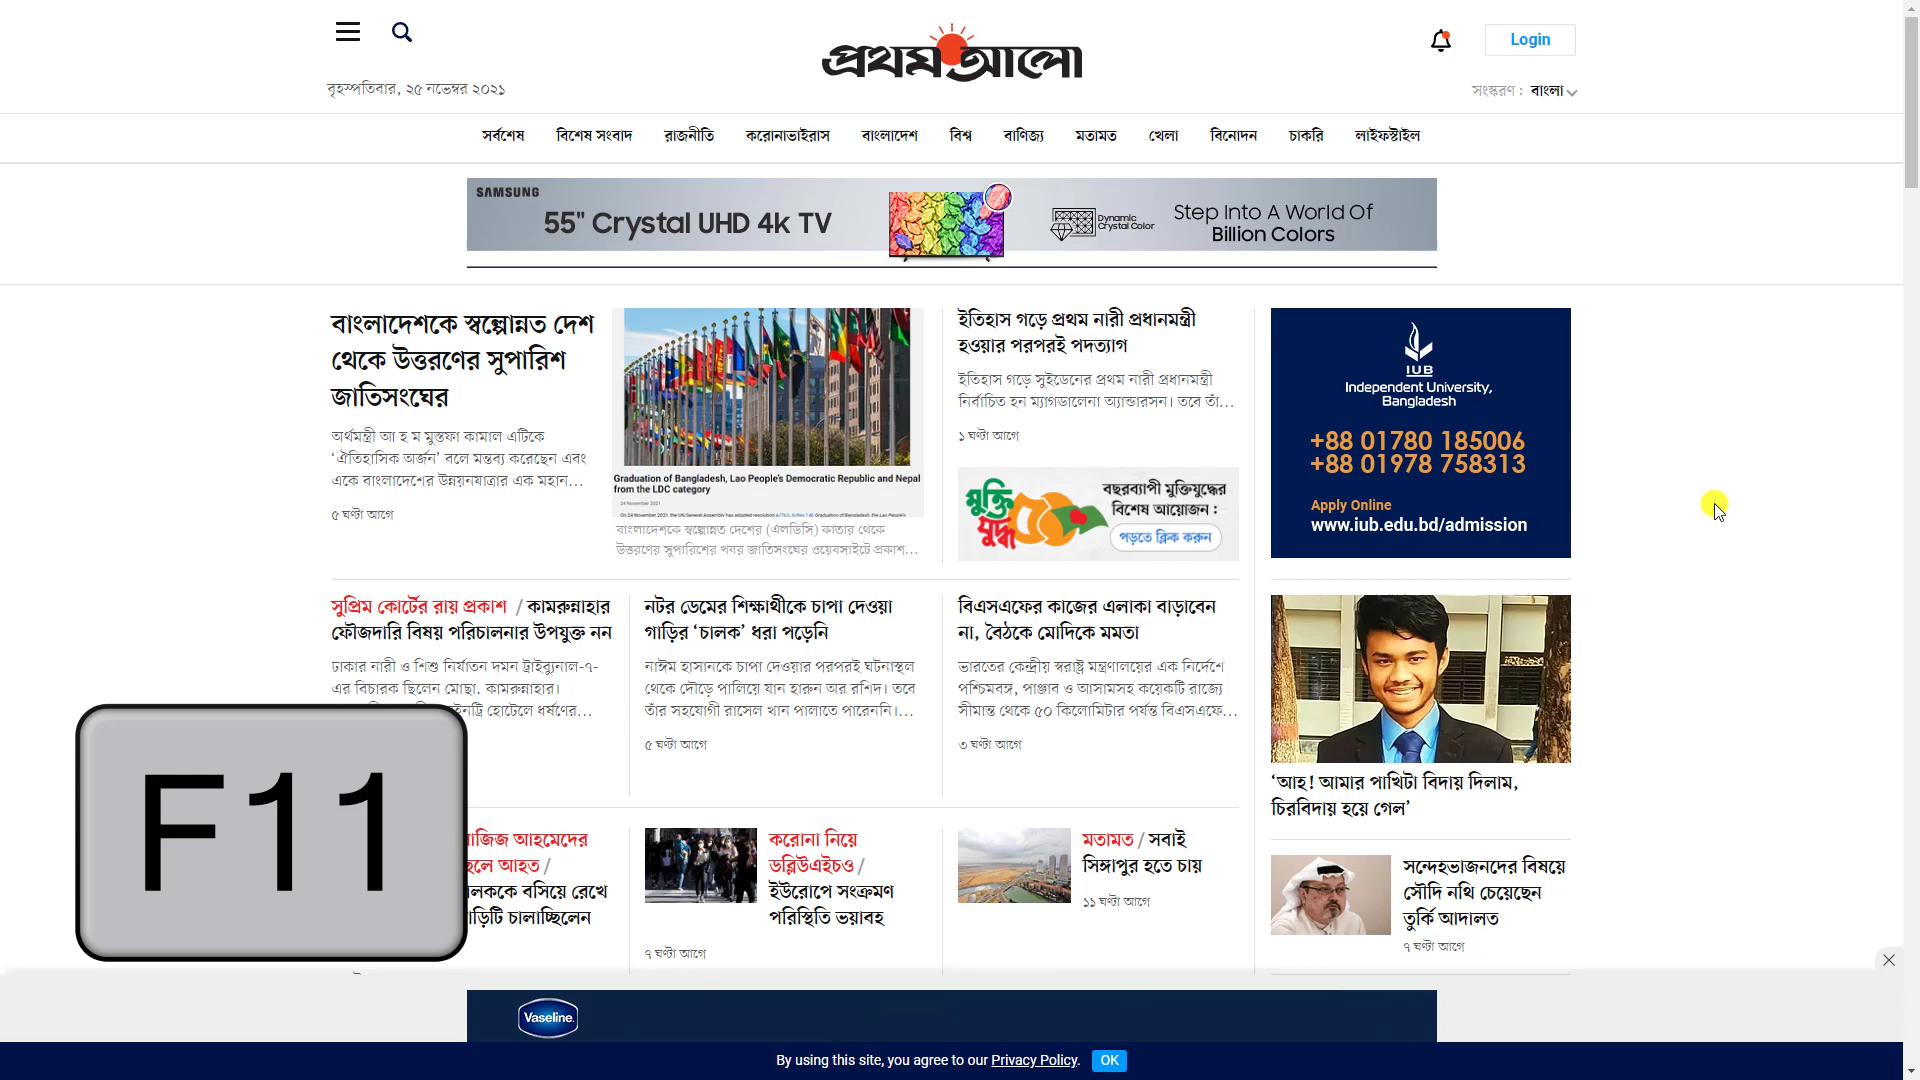 প্রথম আলো
Login
বৃহস্পতিবার, ২৫ নভেম্বর ২০২১
সংস্করণ : বাংলা
সর্বশেষ বিশেষ সংবাদ রাজনীতি করোনাভাইরাস বাংলাদেশ বিশ্ব বাণিজ্য মতামত খেলা বিনোদন চাকরি লাইফস্টাইল
SAMSUNG
55" Crystal UHD 4k TV
Dynamic
Crystal Color
Step Into A World Of
Billion Colors
বাংলাদেশকে স্বল্পোন্নত দেশ
থেকে উত্তরণের সুপারিশ
জাতিসংঘের
অর্থমন্ত্রী আ হ ম মুস্তফা কামাল এটিকে
‘ঐতিহাসিক অর্জন’ বলে মন্তব্য করেছেন এবং
একে বাংলাদেশের উন্নয়নযাত্রার এক মহান...
৫ ঘণ্টা আগে
Graduation of Bangladesh, Lao People's Democratic Republic and Nepal
from the LDC category
24 November 2021
বাংলাদেশকে স্বল্পোন্নত দেশের (এলডিসি) কাতার থেকে
উত্তরণের সুপারিশের খবর জাতিসংঘের ওয়েবসাইটে প্রকাশ...
ইতিহাস গড়ে প্রথম নারী প্রধানমন্ত্রী
হওয়ার পরপরই পদত্যাগ
ইতিহাস গড়ে সুইডেনের প্রথম নারী প্রধানমন্ত্রী
নির্বাচিত হন ম্যাগডালেনা অ্যান্ডারসন। তবে তাঁ...
১ ঘণ্টা আগে
মুক্তি
যুদ্ধ
৫০
বছরব্যাপী মুক্তিযুদ্ধের
বিশেষ আয়োজন :
পড়তে ক্লিক করুন
IUB
Independent University,
Bangladesh
+88 01780 185006
+88 01978 758313
Apply Online
www.iub.edu.bd/admission
সুপ্রিম কোর্টের রায় প্রকাশ / কামরুন্নাহার
ফৌজদারি বিষয় পরিচালনার উপযুক্ত নন
ঢাকার নারী ও শিশু নির্যাতন দমন ট্রাইব্যুনাল-৭-
এর বিচারক ছিলেন মোছা. কামরুন্নাহার।
হোটেলে ধর্ষণের...
নটর ডেমের শিক্ষার্থীকে চাপা দেওয়া
গাড়ির ‘চালক’ ধরা পড়েনি
নাঈম হাসানকে চাপা দেওয়ার পরপরই ঘটনাস্থল
থেকে দৌড়ে পালিয়ে যান হারুন অর রশিদ। তবে
তাঁর সহযোগী রাসেল খান পালাতে পারেননি।...
৫ ঘণ্টা আগে
বিএসএফের কাজের এলাকা বাড়াবেন
না, বৈঠকে মোদিকে মমতা
ভারতের কেন্দ্রীয় স্বরাষ্ট্র মন্ত্রণালয়ের এক নির্দেশে
পশ্চিমবঙ্গ, পাঞ্জাব ও আসামসহ কয়েকটি রাজ্যে
সীমান্ত থেকে ৫০ কিলোমিটার পর্যন্ত বিএসএফে...
৩ ঘণ্টা আগে
‘আহ! আমার পাখিটা বিদায় দিলাম,
চিরবিদায় হয়ে গেল’
F11
আহমেদের
আহত /
বসিয়ে রেখে
চালাচ্ছিলেন
করোনা নিয়ে
ডব্লিউএইচও /
ইউরোপে সংক্রমণ
পরিস্থিতি ভয়াবহ
৭ ঘণ্টা আগে
মতামত / সবাই
সিঙ্গাপুর হতে চায়
১১ ঘণ্টা আগে
সন্দেহভাজনদের বিষয়ে
সৌদি নথি চেয়েছেন
তুর্কি আদালত
৭ ঘণ্টা আগে
Vaseline
By using this site, you agree to our Privacy Policy. OK